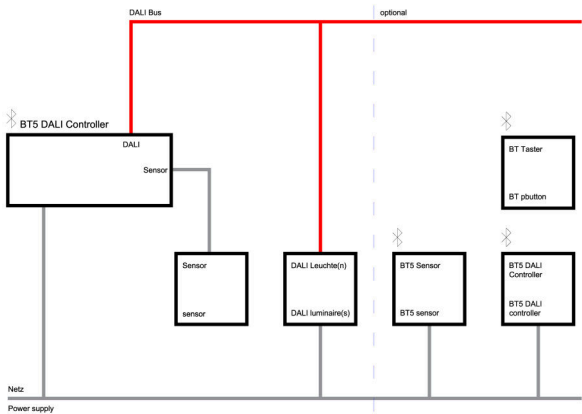 DALI Bus
optional
BT5 DALI Controller
DALI
Sensor
BT Taster
BT pbutton
Sensor
sensor
DALI Leuchte(n)
DALI luminaire(s)
BT5 Sensor
BT5 sensor
BT5 DALI
Controller
BT5 DALI
controller
Netz
Power supply